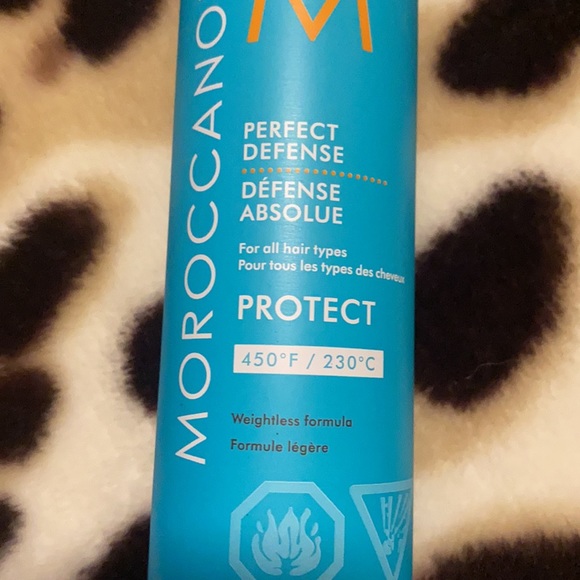 MOROCCANO
M
PERFECT
DEFENSE
DÉFENSE
ABSOLUE
For all hair types
Pour tous les types des cheveux
PROTECT
450°F / 230°C
Weightless formula
Formule légère